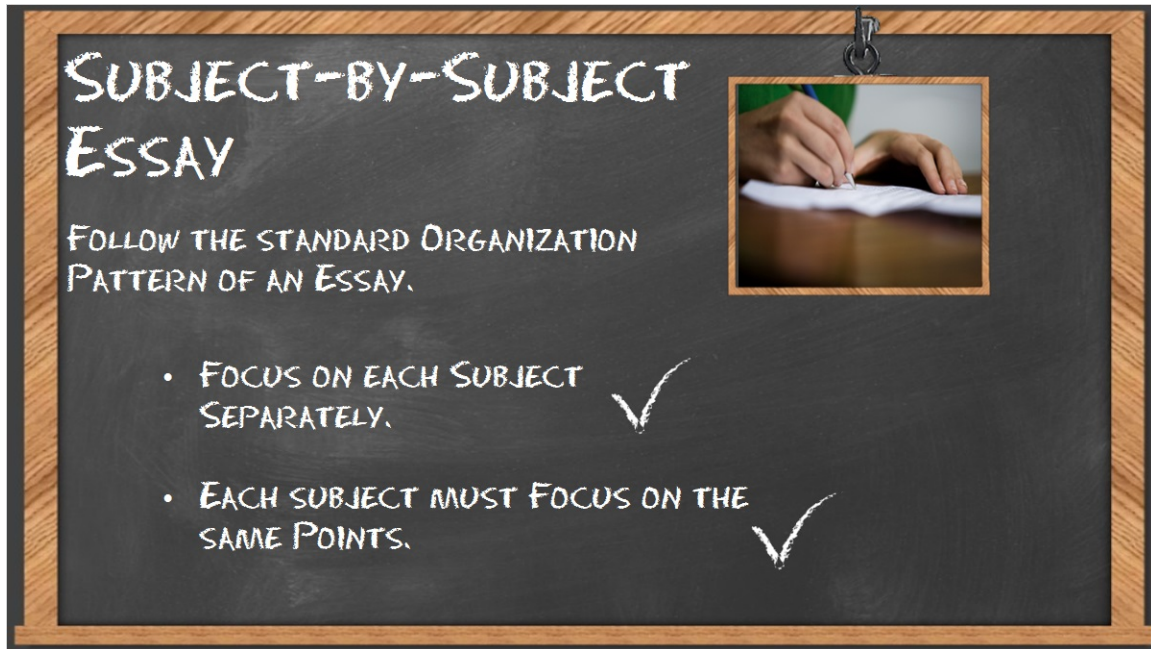 Subject-by-Subject
Essay
Follow the standard Organization
Pattern of an Essay.
• Focus on each Subject
Separately.
• Each subject must Focus on the
same Points.